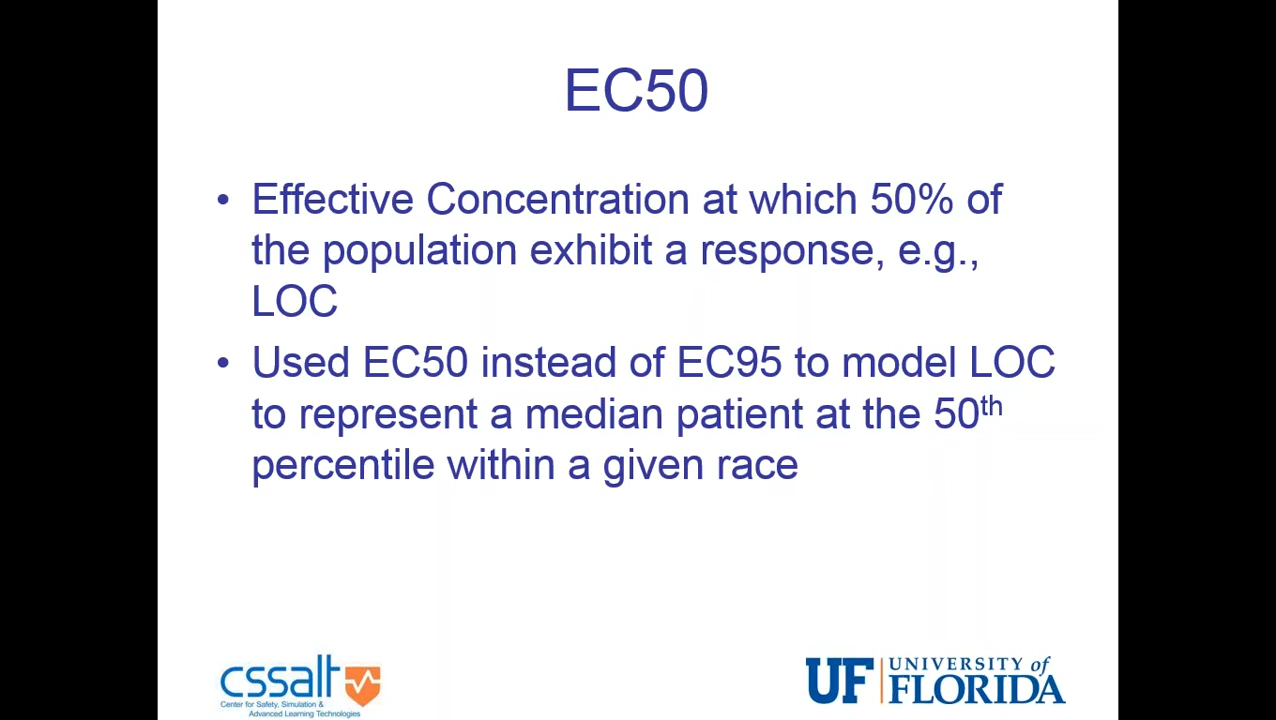 EC50
• Effective Concentration at which 50% of
the population exhibit a response, e.g.,
LOC
• Used EC50 instead of EC95 to model LOC
to represent a median patient at the 50th
percentile within a given race
cssalt
Center for Safety, Simulation &
Advanced Learning Technologies
UF UNIVERSITY of
FLORIDA